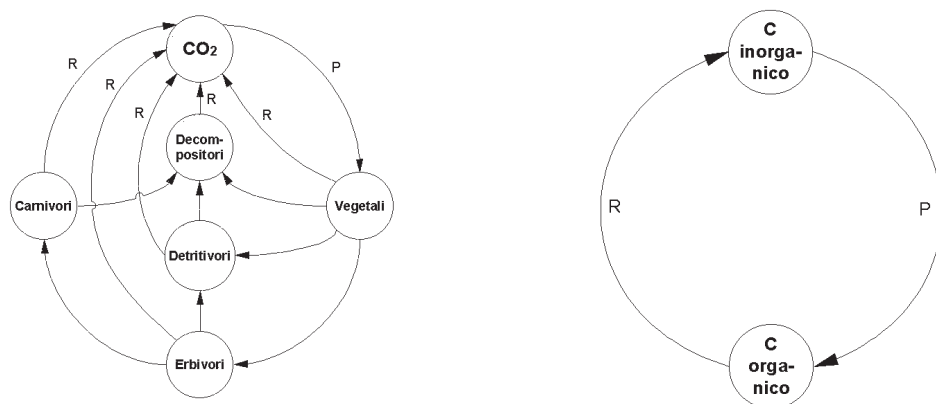 CO₂
R
R
P
R
R
R
Decom-
positori
Carnivori
Vegetali
Detritivori
Erbivori
C
inorga-
nico
R
P
C
orga-
nico